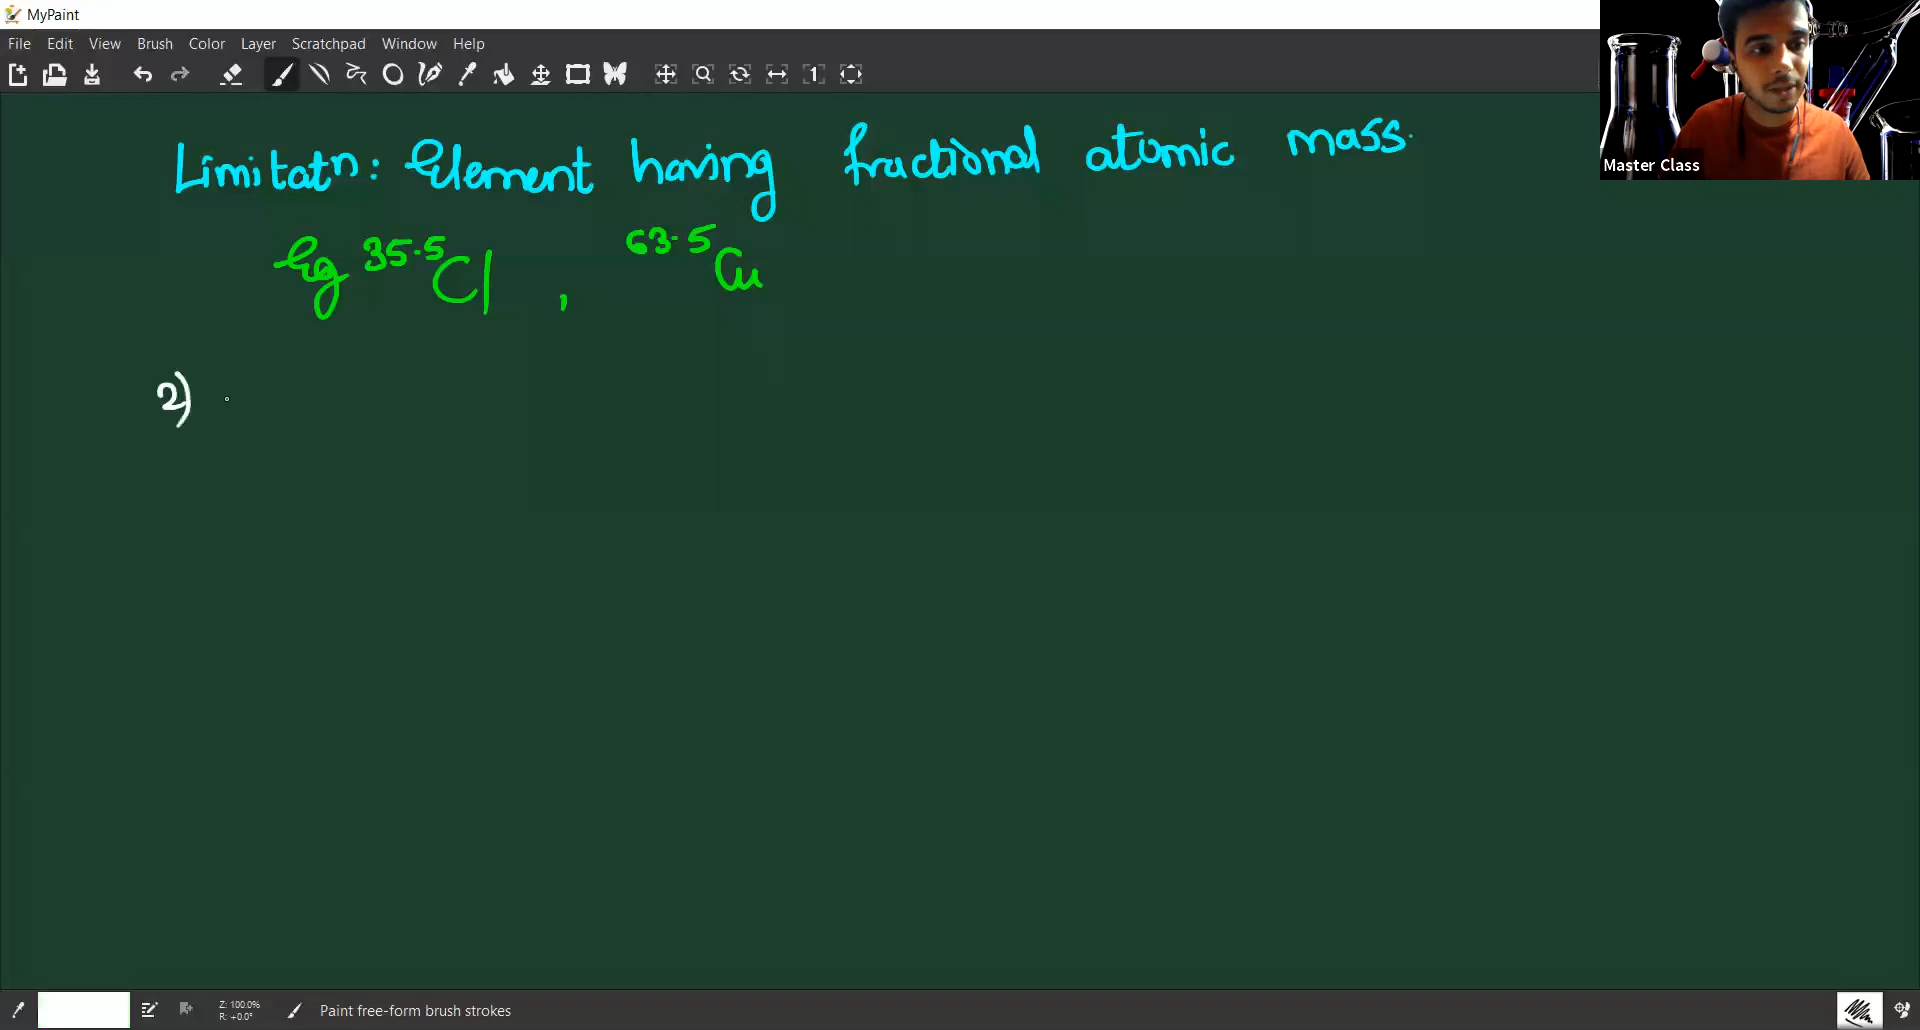 MyPaint
File Edit View Brush Color Layer Scratchpad Window Help
Master Class
Limitatn: Element having fractional atomic mass.
Eg 35.5Cl , 63.5Cu
2)
Z: 100.0%
R: +0.0°
Paint free-form brush strokes